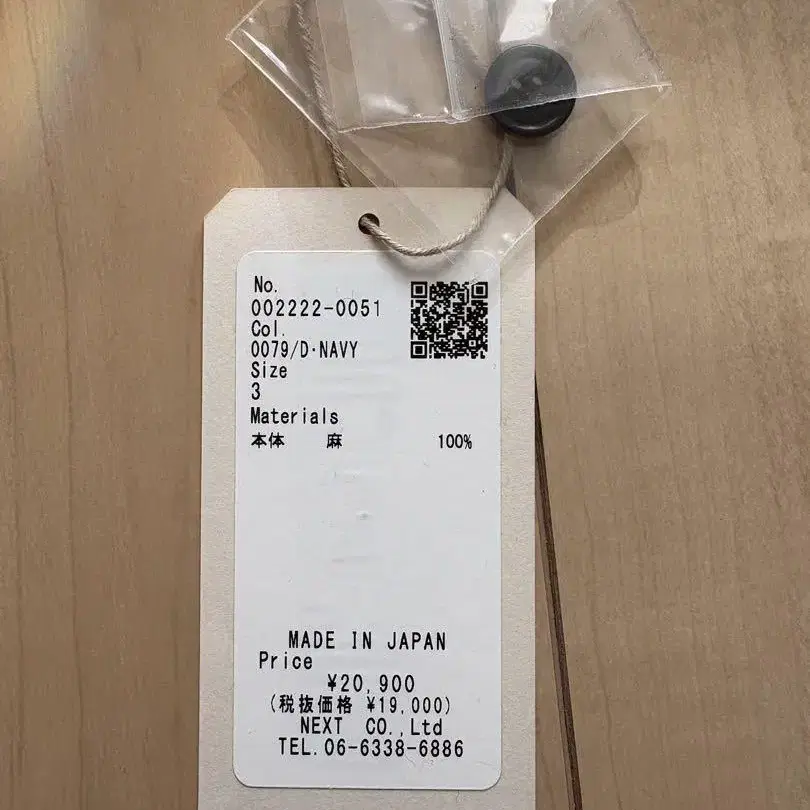 No.
002222-0051
Col.
0079/D·NAVY
Size
3
Materials
本体 麻 100%
MADE IN JAPAN
Price
¥20,900
(税抜価格 ¥19,000)
NEXT CO.,Ltd
TEL.06-6338-6886